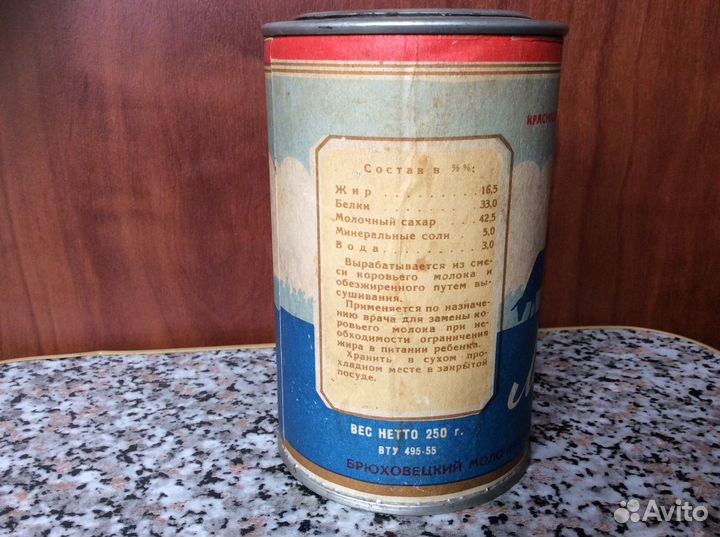 Состав в %%:
Жир . . . . . . . . . . 16,5
Белки . . . . . . . . . 33,0
Молочный сахар . . . . 42,5
Минеральные соли . . 5,0
Вода . . . . . . . . . . 3,0
Вырабатывается из сме-
си коровьего молока и
обезжиренного путем вы-
сушивания.
Применяется по назначе-
нию врача для замены ко-
ровьего молока при не-
обходимости ограничения
жира в питании ребенка.
Хранить в сухом про-
хладном месте в закрытой
посуде.
ВЕС НЕТТО 250 г.
ВТУ 495-55
БРЮХОВЕЦКИЙ
Avito